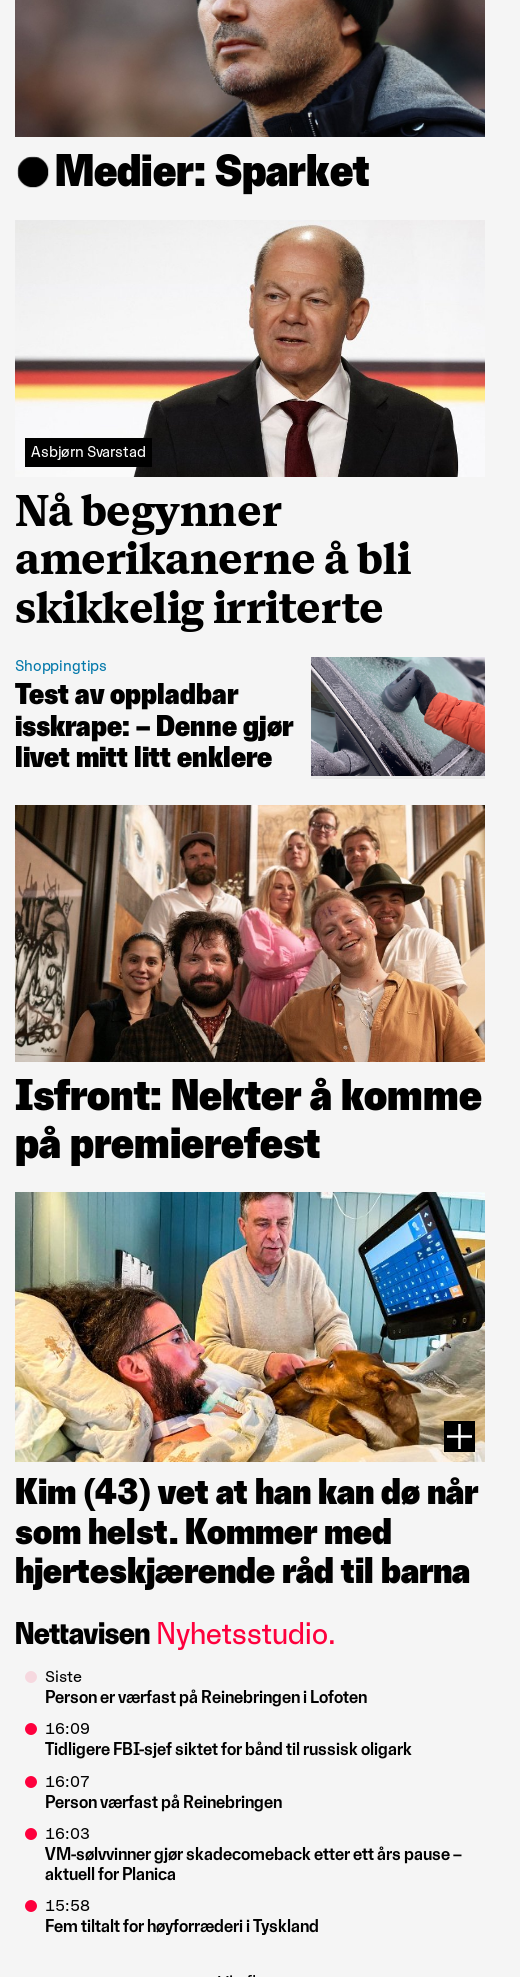 Medier: Sparket
Asbjørn Svarstad
Nå begynner
amerikanerne å bli
skikkelig irriterte
Shoppingtips
Test av oppladbar
isskrape: – Denne gjør
livet mitt litt enklere
Isfront: Nekter å komme
på premierefest
Kim (43) vet at han kan dø når
som helst. Kommer med
hjerteskjærende råd til barna
Nettavisen Nyhetsstudio.
Siste
Person er værfast på Reinebringen i Lofoten
16:09
Tidligere FBI-sjef siktet for bånd til russisk oligark
16:07
Person værfast på Reinebringen
16:03
VM-sølvvinner gjør skadecomeback etter ett års pause –
aktuell for Planica
15:58
Fem tiltalt for høyforræderi i Tyskland